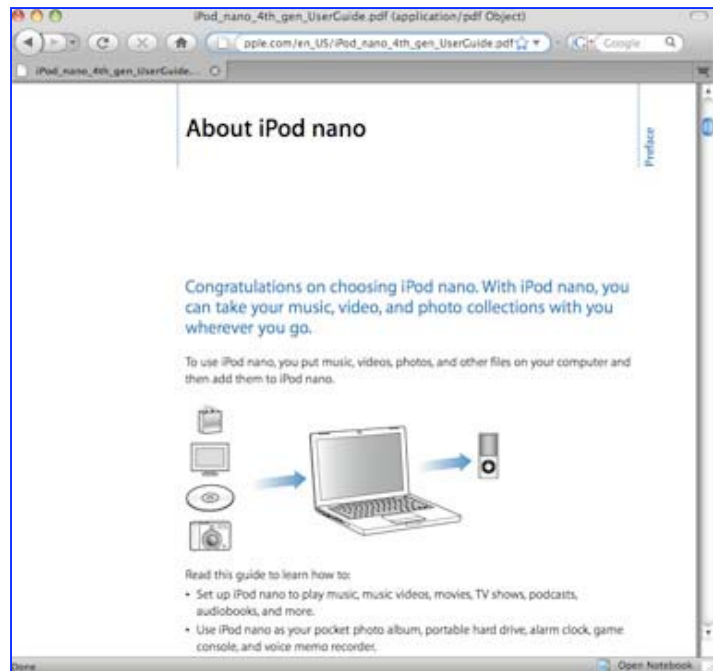 iPod_nano_4th_gen_UserGuide.pdf (application/pdf Object)
pple.com/en_US/iPod_nano_4th_gen_UserGuide.pdf
Google
iPod_nano_4th_gen_UserGuide...
About iPod nano
Preface
Congratulations on choosing iPod nano. With iPod nano, you
can take your music, video, and photo collections with you
wherever you go.
To use iPod nano, you put music, videos, photos, and other files on your computer and
then add them to iPod nano.
Read this guide to learn how to:
• Set up iPod nano to play music, music videos, movies, TV shows, podcasts,
audiobooks, and more.
• Use iPod nano as your pocket photo album, portable hard drive, alarm clock, game
console, and voice memo recorder.
Done
Open Notebook